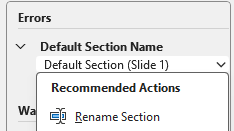 Errors
Default Section Name
Default Section (Slide 1)
Recommended Actions
Rename Section